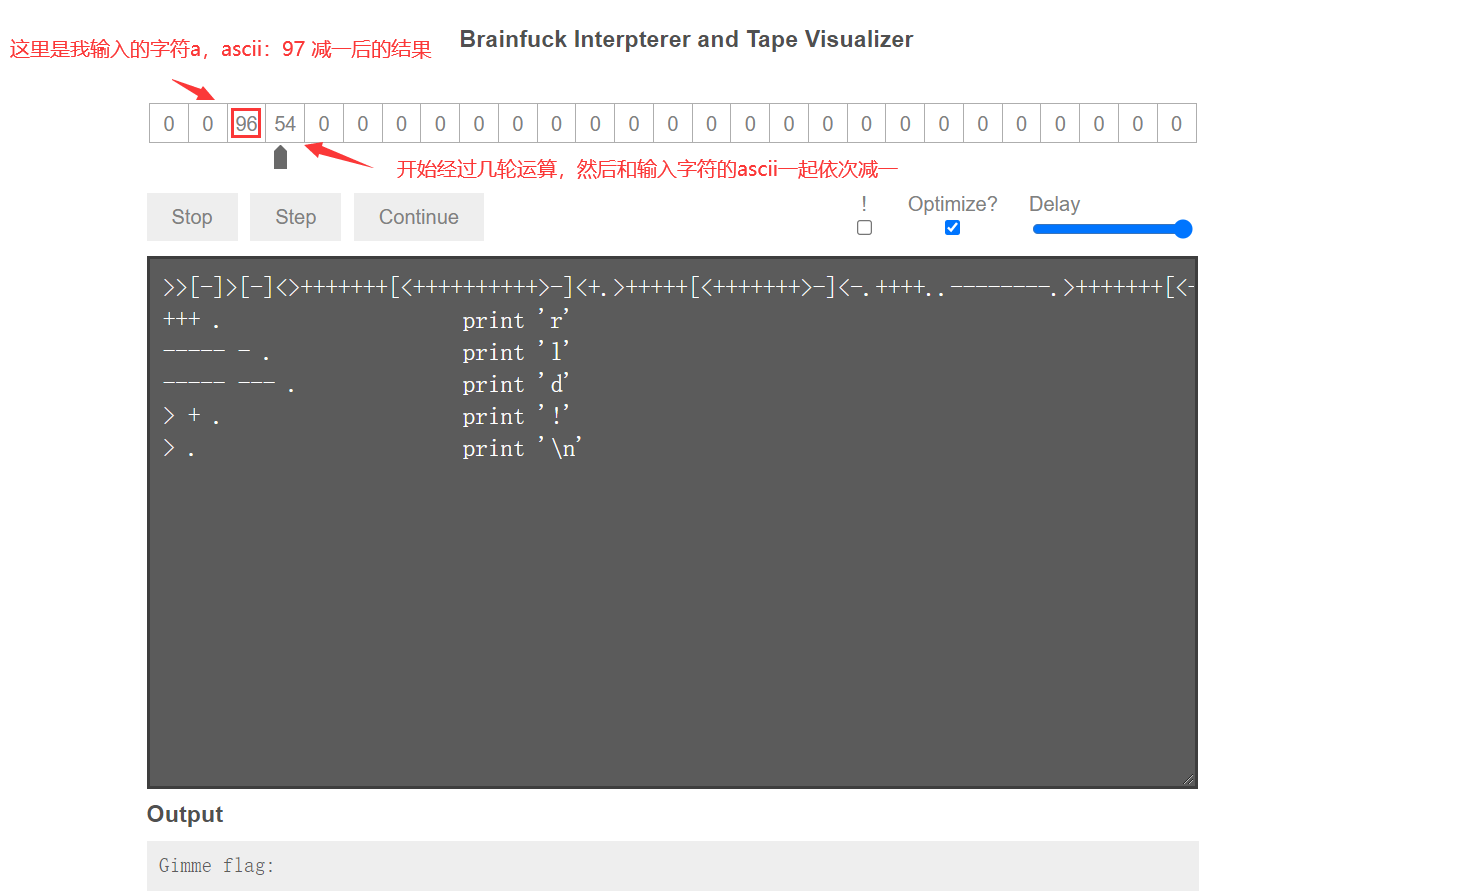 这里是我输入的字符a，ascii：97 减一后的结果
Brainfuck Interpterer and Tape Visualizer
0 0 96 54 0 0 0 0 0 0 0 0 0 0 0 0 0 0 0 0 0 0 0 0 0 0 0
开始经过几轮运算，然后和输入字符的ascii一起依次减一
Stop Step Continue ! Optimize? Delay
>>[-]>[-]<>+++++++[<++++++++++>-]<+.>+++++[<+++++++>-]<-.++++..--------.>+++++++[<-
+++ . print 'r'
----- - . print 'l'
----- --- . print 'd'
> + . print '!'
> . print '\n'
Output
Gimme flag: